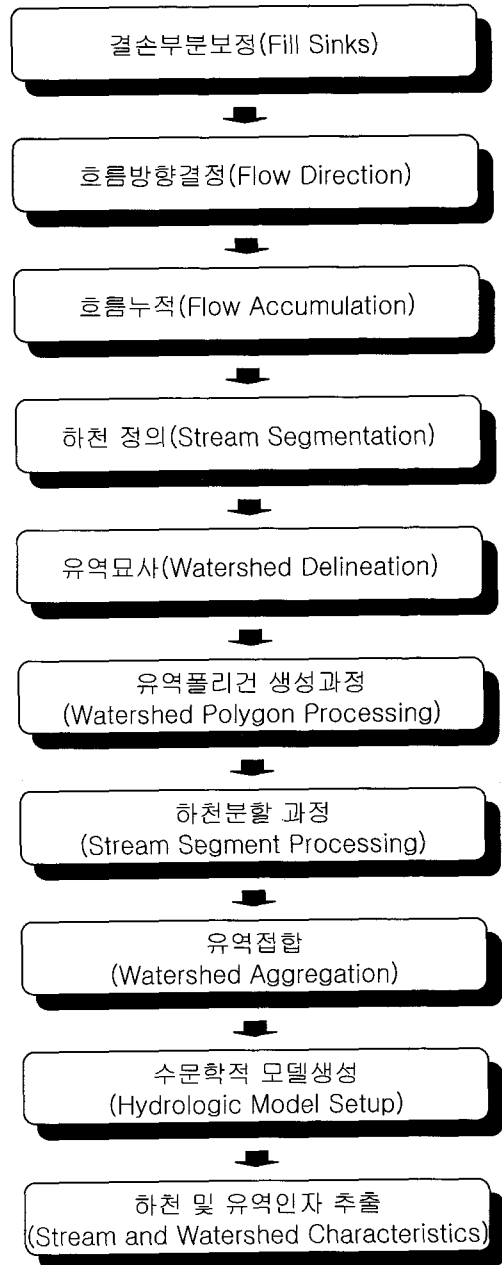 결손부분보정(Fill Sinks)
흐름방향결정(Flow Direction)
흐름누적(Flow Accumulation)
하천 정의(Stream Segmentation)
유역묘사(Watershed Delineation)
유역폴리건 생성과정
(Watershed Polygon Processing)
하천분할 과정
(Stream Segment Processing)
유역접합
(Watershed Aggregation)
수문학적 모델생성
(Hydrologic Model Setup)
하천 및 유역인자 추출
(Stream and Watershed Characteristics)